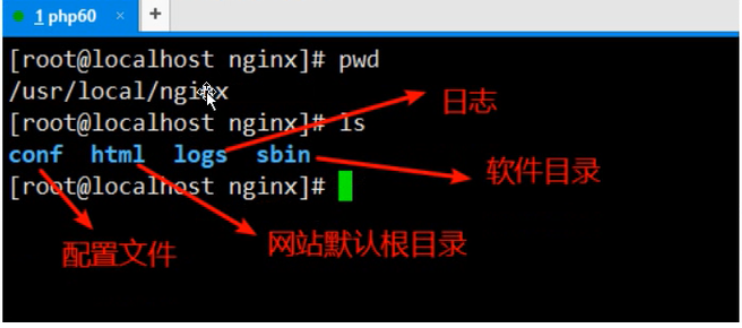 1 php60 × +
[root@localhost nginx]# pwd
/usr/local/nginx
[root@localhost nginx]# ls
日志
conf html logs sbin
软件目录
[root@localhost nginx]#
网站默认根目录
配置文件